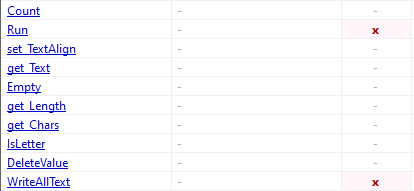 Count - -
Run - x
set_TextAlign - -
get_Text - -
Empty - -
get_Length - -
get_Chars - -
IsLetter - -
DeleteValue - -
WriteAllText - x